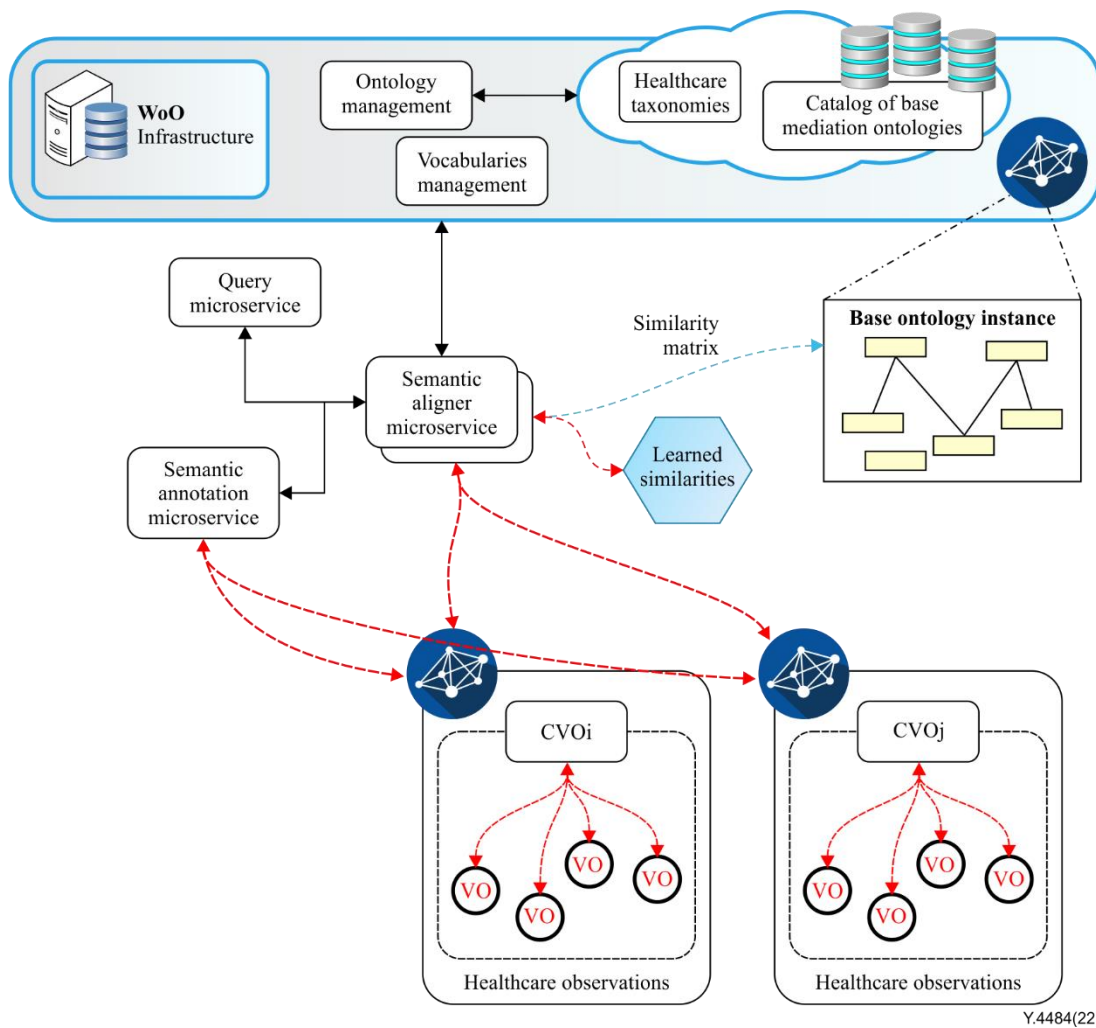 WoO
Infrastructure
Ontology
management
Vocabularies
management
Healthcare
taxonomies
Catalog of base
mediation ontologies
Query
microservice
Semantic
aligner
microservice
Similarity
matrix
Base ontology instance
Learned
similarities
Semantic
annotation
microservice
CVOi
VO
VO
VO
VO
Healthcare observations
CVOj
VO
VO
VO
VO
Healthcare observations
Y.4484(22